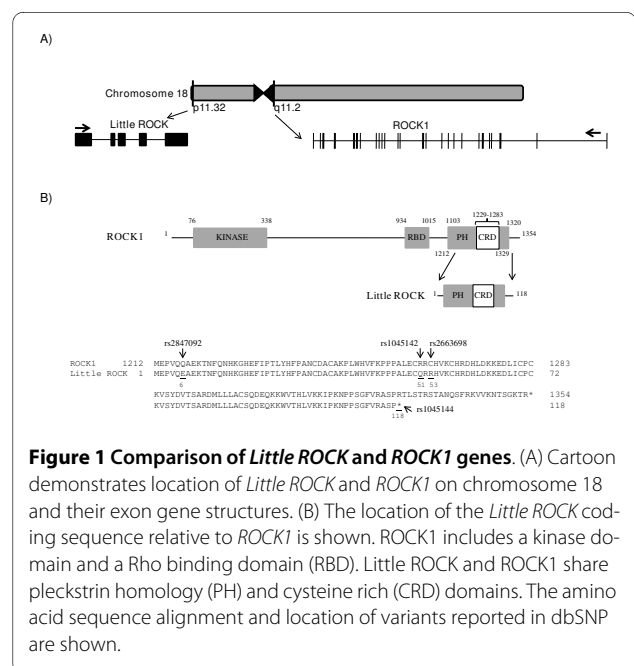 A)
Chromosome 18
p11.32
q11.2
Little ROCK
ROCK1
B)
1229-1283
76
338
934
1015
1103
1320
ROCK1
1
KINASE
RBD
PH
CRD
1354
1212
1329
Little ROCK
1
PH
CRD
118
rs2847092
rs1045142
rs2663698
ROCK1 1212 MEPVQQAEKTNFQNHKGHEFIPTLYHFPANCDACAKPLWHVFKPPPALECRRCHVKCHRDHLDKKEDLICPC 1283
Little ROCK 1 MEPVQEAEKTNFQNHKGHEFIPTLYHFPANCDACAKPLWHVFKPPPALECQRRHVKCHRDHLDKKEDLICPC 72
6
51
53
KVSYDVTSARDMLLLACSQDEQKKWVTHLVKKIPKNPPSGFVRASPRTLSTRSTANQSFRKVVKNTSGKTR* 1354
KVSYDVTSARDMLLLACSQDEQKKWVTHLVKKIPKNPPSGFVRASP* 118
118
rs1045144
Figure 1 Comparison of Little ROCK and ROCK1 genes. (A) Cartoon
demonstrates location of Little ROCK and ROCK1 on chromosome 18
and their exon gene structures. (B) The location of the Little ROCK cod-
ing sequence relative to ROCK1 is shown. ROCK1 includes a kinase do-
main and a Rho binding domain (RBD). Little ROCK and ROCK1 share
pleckstrin homology (PH) and cysteine rich (CRD) domains. The amino
acid sequence alignment and location of variants reported in dbSNP
are shown.